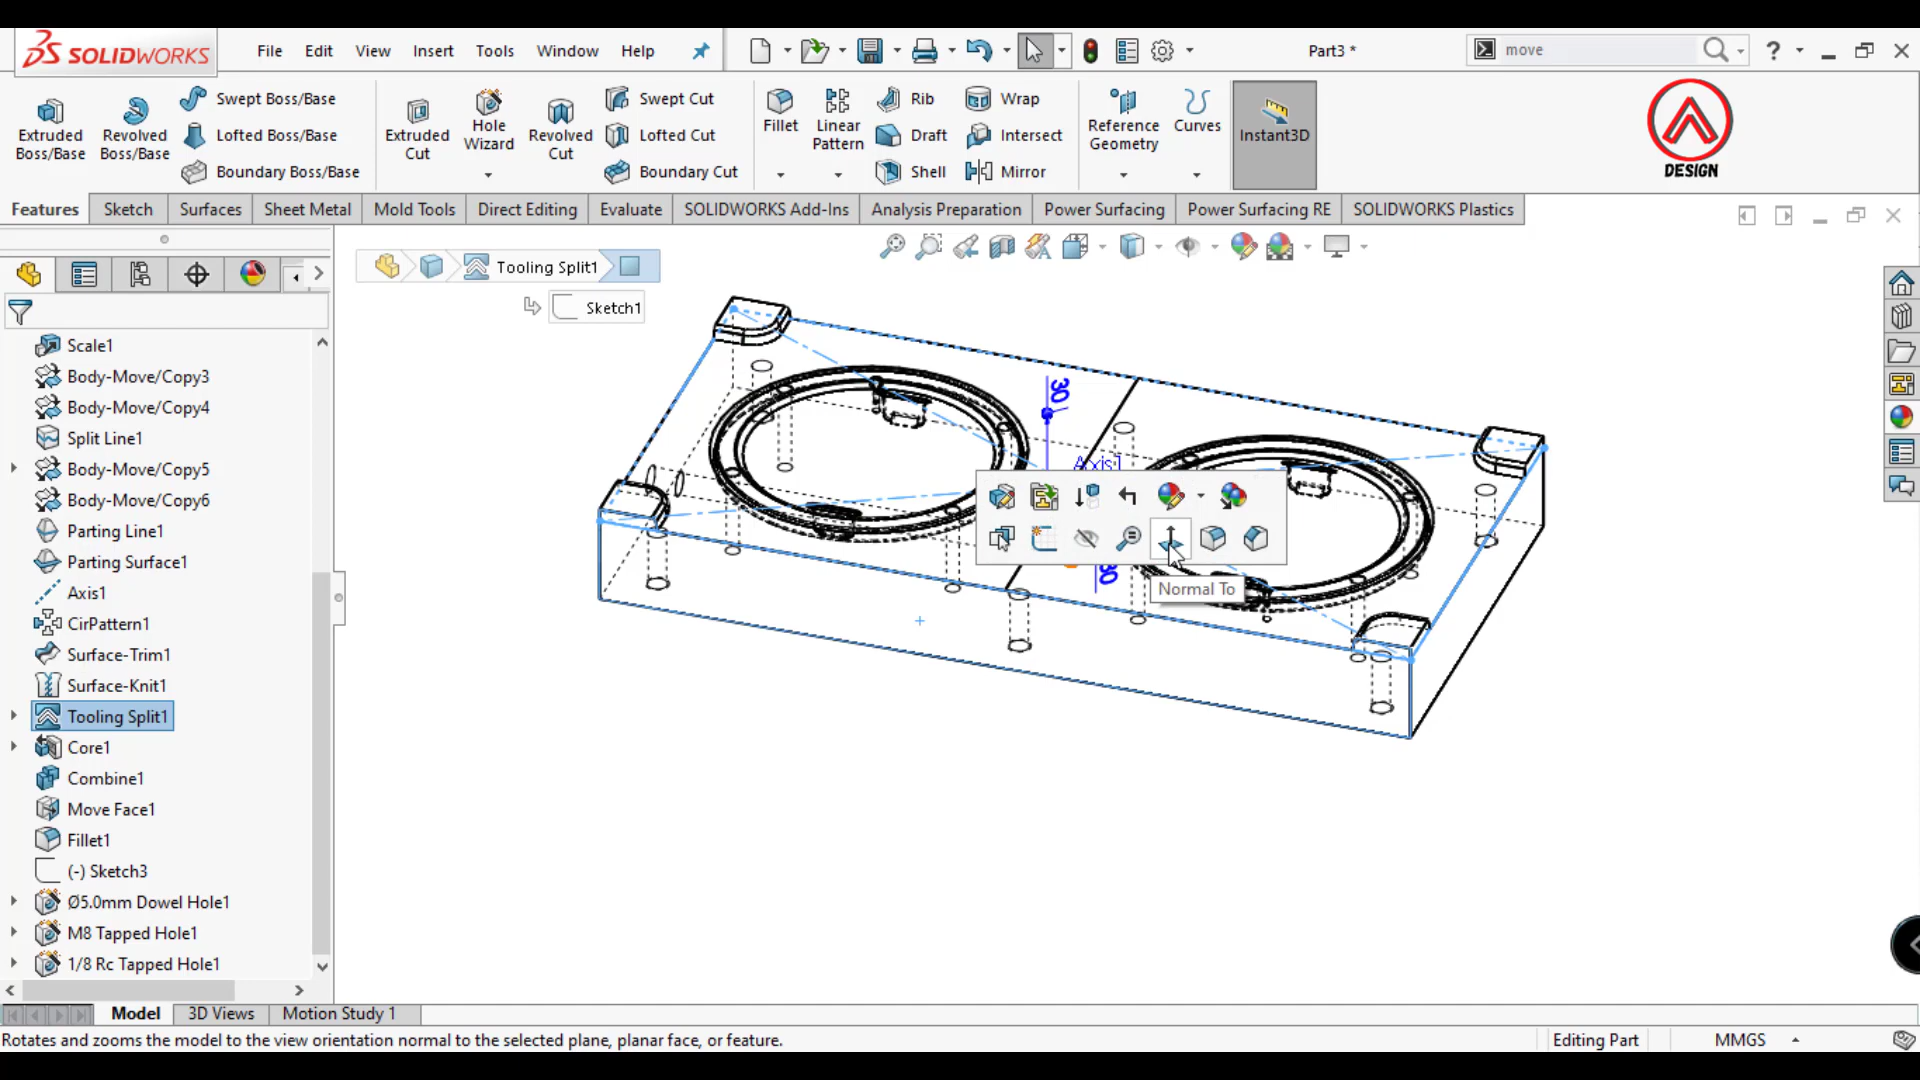 SOLIDWORKS
File Edit View Insert Tools Window Help
Part3 *
move
Extruded Boss/Base
Revolved Boss/Base
Swept Boss/Base
Lofted Boss/Base
Boundary Boss/Base
Extruded Cut
Hole Wizard
Revolved Cut
Swept Cut
Lofted Cut
Boundary Cut
Fillet
Linear Pattern
Rib
Draft
Shell
Wrap
Intersect
Mirror
Reference Geometry
Curves
Instant3D
DESIGN
Features Sketch Surfaces Sheet Metal Mold Tools Direct Editing Evaluate SOLIDWORKS Add-Ins Analysis Preparation Power Surfacing Power Surfacing RE SOLIDWORKS Plastics
Tooling Split1
Sketch1
Scale1
Body-Move/Copy3
Body-Move/Copy4
Split Line1
Body-Move/Copy5
Body-Move/Copy6
Parting Line1
Parting Surface1
Axis1
CirPattern1
Surface-Trim1
Surface-Knit1
Tooling Split1
Core1
Combine1
Move Face1
Fillet1
(-) Sketch3
Ø5.0mm Dowel Hole1
M8 Tapped Hole1
1/8 Rc Tapped Hole1
30
Axis1
30
Normal To
Model 3D Views Motion Study 1
Rotates and zooms the model to the view orientation normal to the selected plane, planar face, or feature.
Editing Part
MMGS